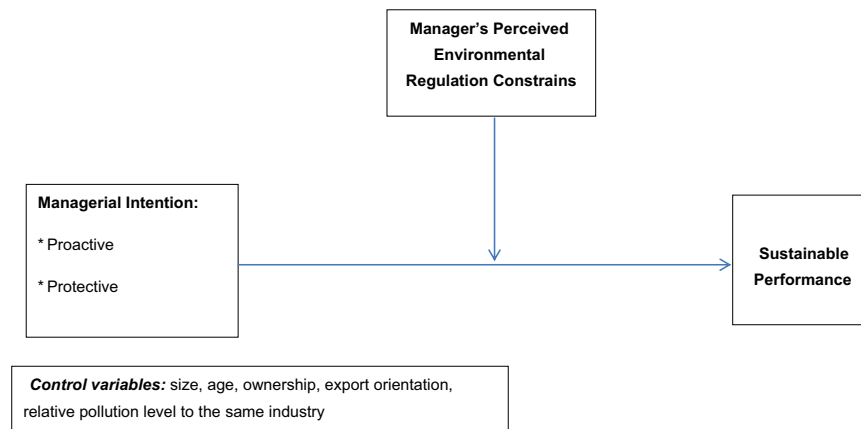 Manager’s Perceived
Environmental
Regulation Constrains
Managerial Intention:
* Proactive
* Protective
Sustainable
Performance
Control variables: size, age, ownership, export orientation,
relative pollution level to the same industry